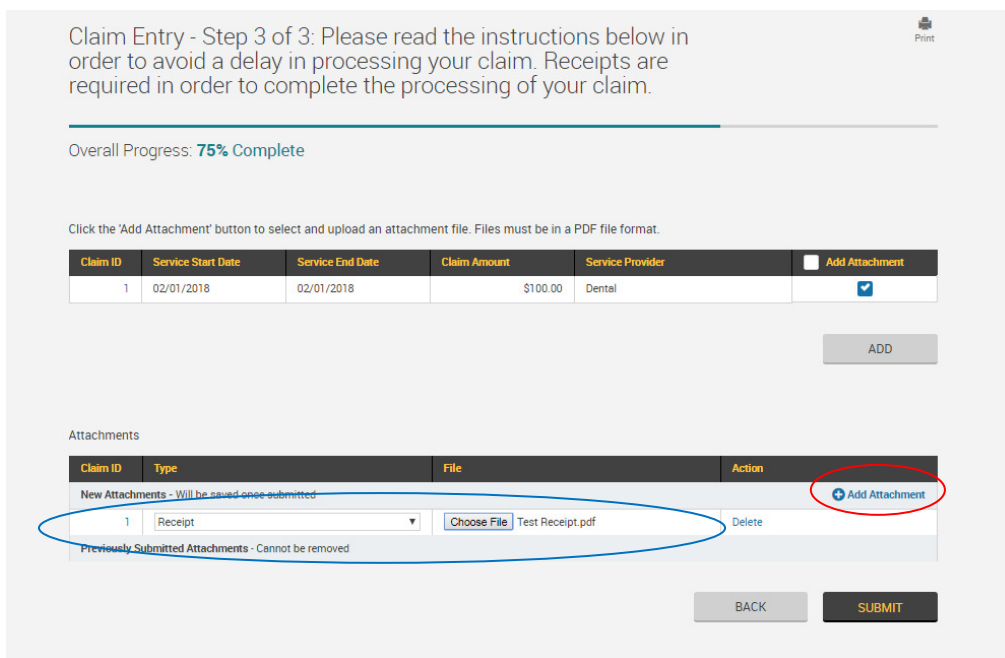 Print
Claim Entry - Step 3 of 3: Please read the instructions below in
order to avoid a delay in processing your claim. Receipts are
required in order to complete the processing of your claim.
Overall Progress: 75% Complete
Click the 'Add Attachment' button to select and upload an attachment file. Files must be in a PDF file format.
Claim ID Service Start Date Service End Date Claim Amount Service Provider Add Attachment
1 02/01/2018 02/01/2018 $100.00 Dental
ADD
Attachments
Claim ID Type File Action
New Attachments - Will be saved once submitted Add Attachment
1 Receipt Choose File Test Receipt.pdf Delete
Previously Submitted Attachments - Cannot be removed
BACK SUBMIT